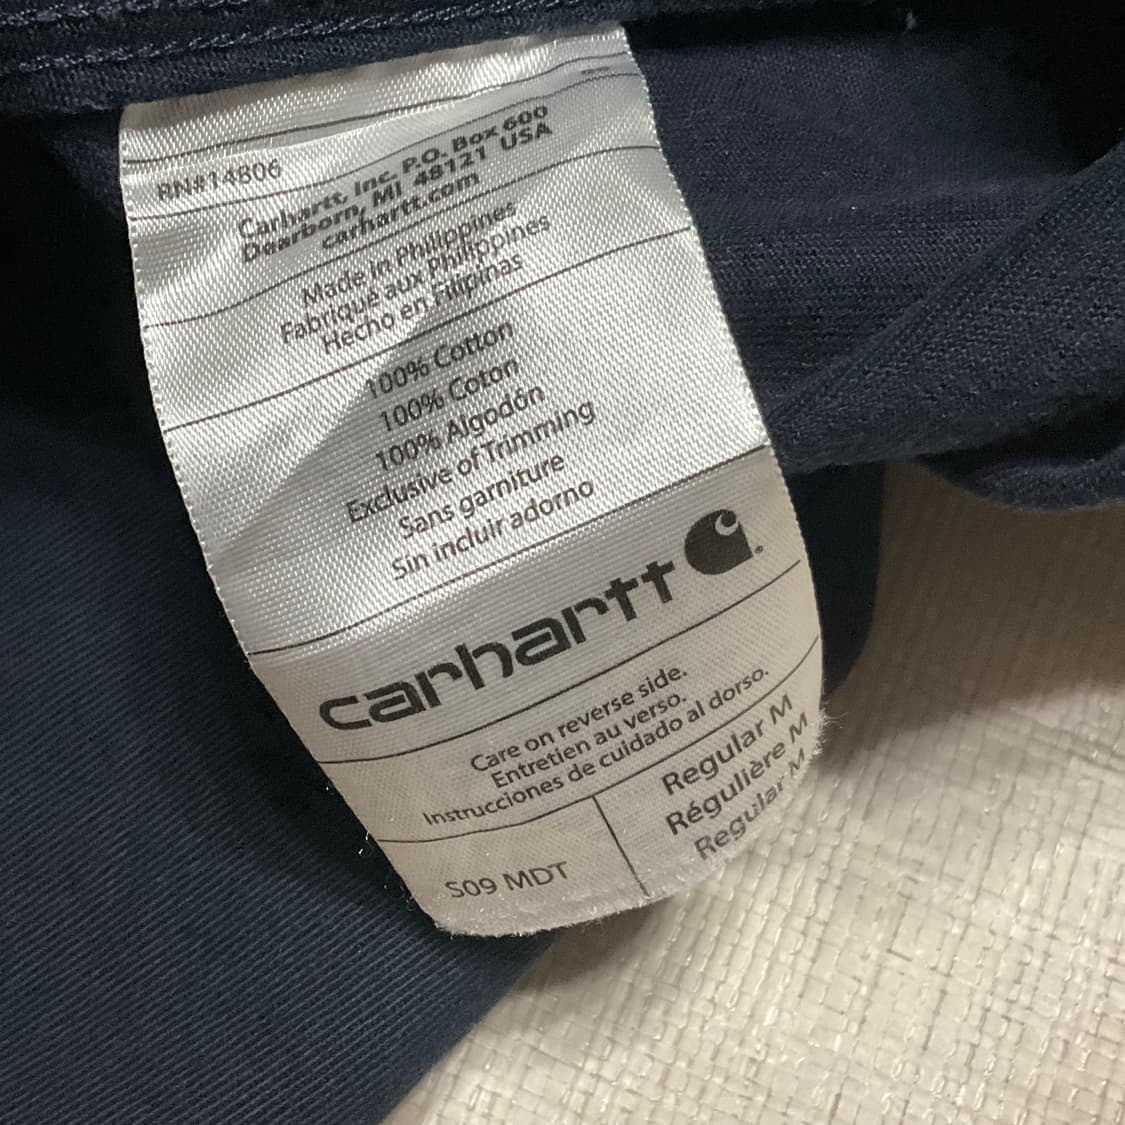 RN#14806
Carhartt, Inc. P.O. Box 600
Dearborn, MI 48121 USA
carhartt.com
Made in Philippines
Fabriqué aux Philippines
Hecho en Filipinas
100% Cotton
100% Coton
100% Algodón
Exclusive of Trimming
Sans garniture
Sin incluir adorno
carhartt
Care on reverse side.
Entretien au verso.
Instrucciones de cuidado al dorso.
S09 MDT
Regular M
Régulière M
Regular M